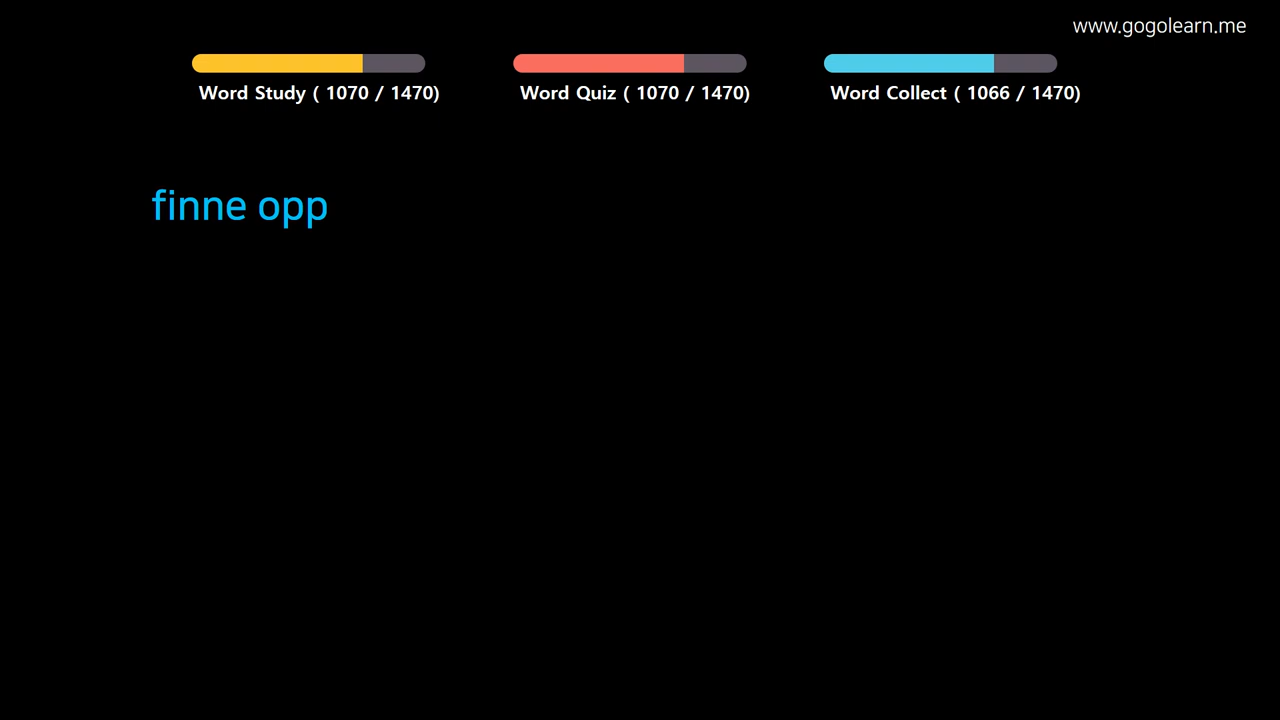 www.gogolearn.me
Word Study ( 1070 / 1470)
Word Quiz ( 1070 / 1470)
Word Collect ( 1066 / 1470)
finne opp